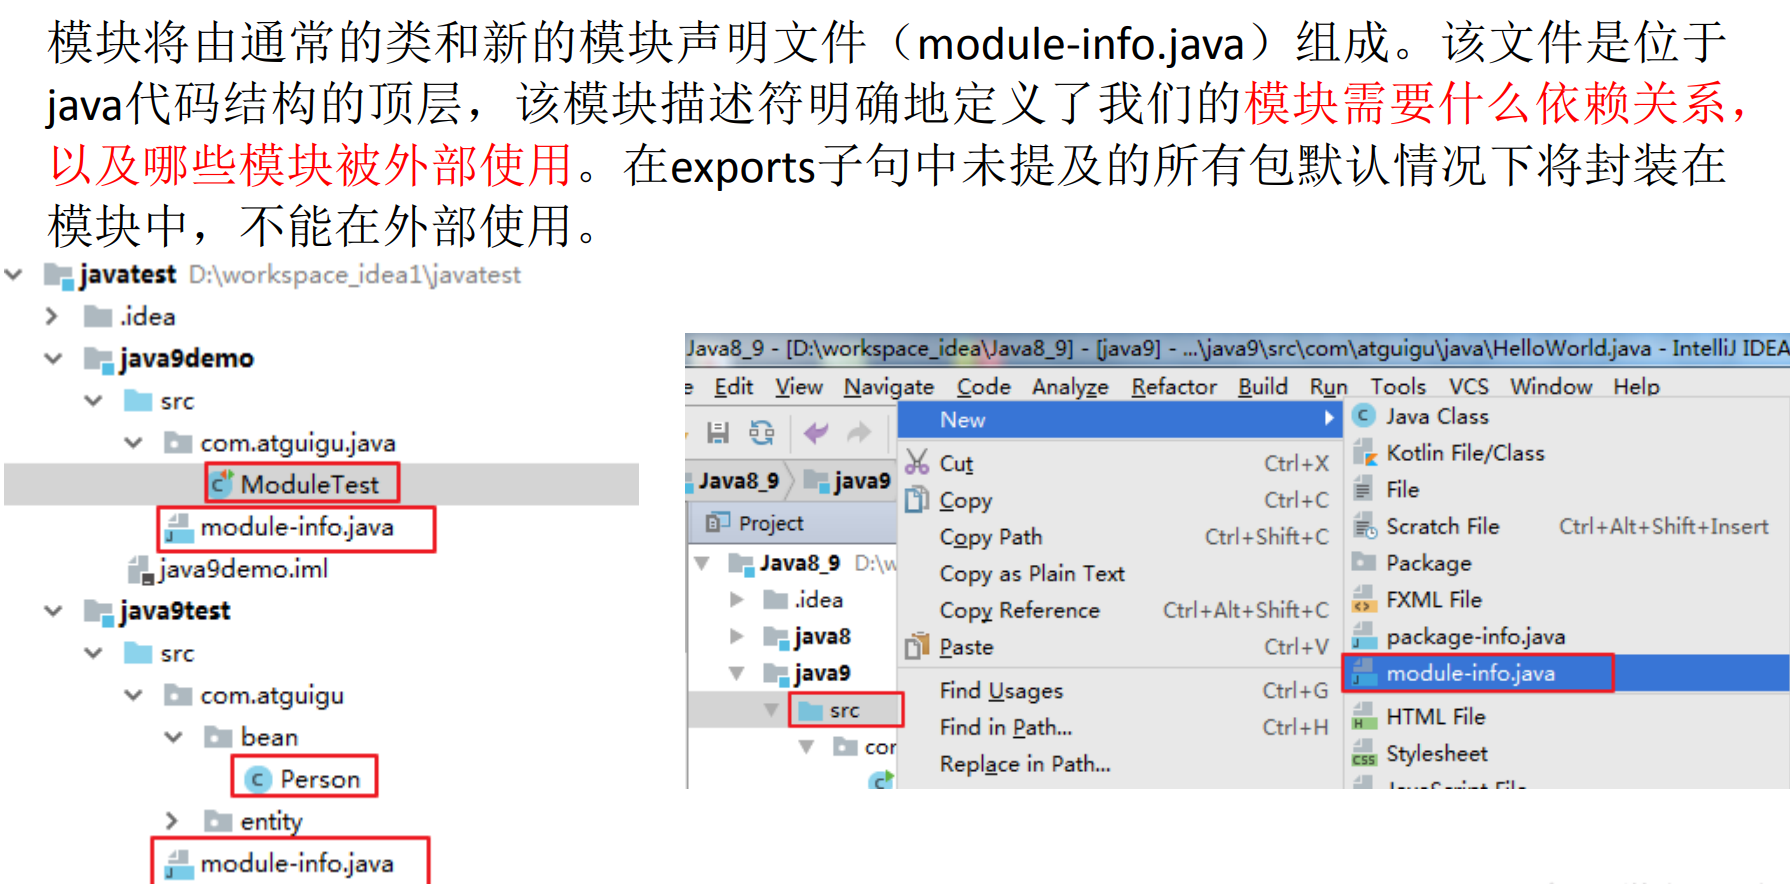 模块将由通常的类和新的模块声明文件（module-info.java）组成。该文件是位于
java代码结构的顶层，该模块描述符明确地定义了我们的模块需要什么依赖关系，
以及哪些模块被外部使用。在exports子句中未提及的所有包默认情况下将封装在
模块中，不能在外部使用。
javatest D:\workspace_idea1\javatest
.idea
java9demo
src
com.atguigu.java
ModuleTest
module-info.java
java9demo.iml
java9test
src
com.atguigu
bean
Person
entity
module-info.java
Java8_9 - [D:\workspace_idea\Java8_9] - [java9] - ...\java9\src\com\atguigu\java\HelloWorld.java - IntelliJ IDEA
e Edit View Navigate Code Analyze Refactor Build Run Tools VCS Window Help
Java8_9 java9
Project
Java8_9 D:\w
.idea
java8
java9
src
cor
New
Cut Ctrl+X
Copy Ctrl+C
Copy Path Ctrl+Shift+C
Copy as Plain Text
Copy Reference Ctrl+Alt+Shift+C
Paste Ctrl+V
Find Usages Ctrl+G
Find in Path... Ctrl+H
Replace in Path...
Java Class
Kotlin File/Class
File
Scratch File Ctrl+Alt+Shift+Insert
Package
FXML File
package-info.java
module-info.java
HTML File
Stylesheet
JavaScript File